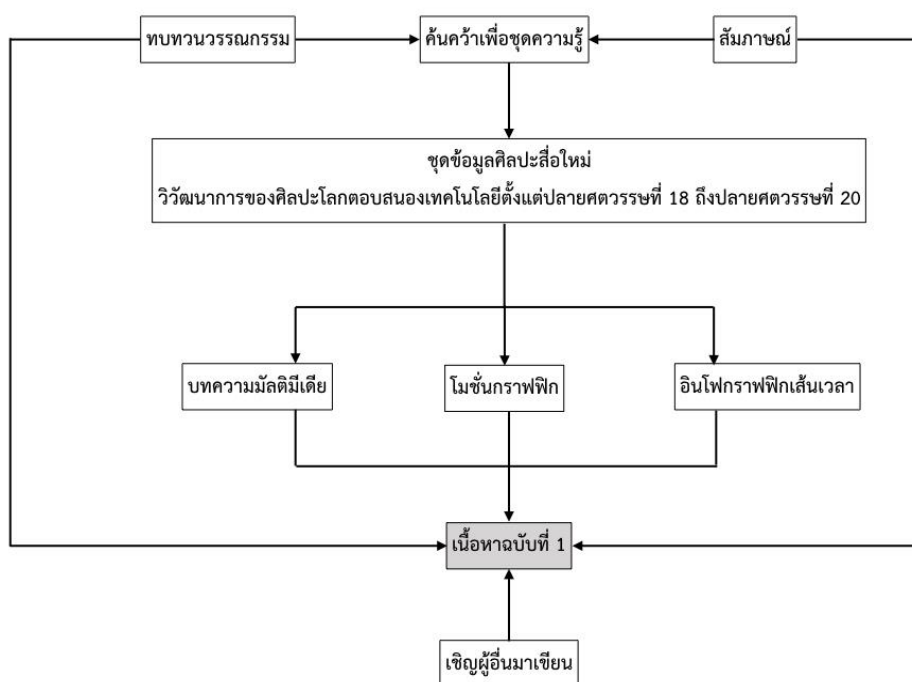 ทบทวนวรรณกรรม
ค้นคว้าเพื่อชุดความรู้
สัมภาษณ์
ชุดข้อมูลศิลปะสื่อใหม่
วิวัฒนาการของศิลปะโลกตอบสนองเทคโนโลยีตั้งแต่ปลายศตวรรษที่ 18 ถึงปลายศตวรรษที่ 20
บทความมัลติมีเดีย
โมชั่นกราฟฟิก
อินโฟกราฟฟิกเส้นเวลา
เนื้อหาฉบับที่ 1
เชิญผู้อื่นมาเขียน